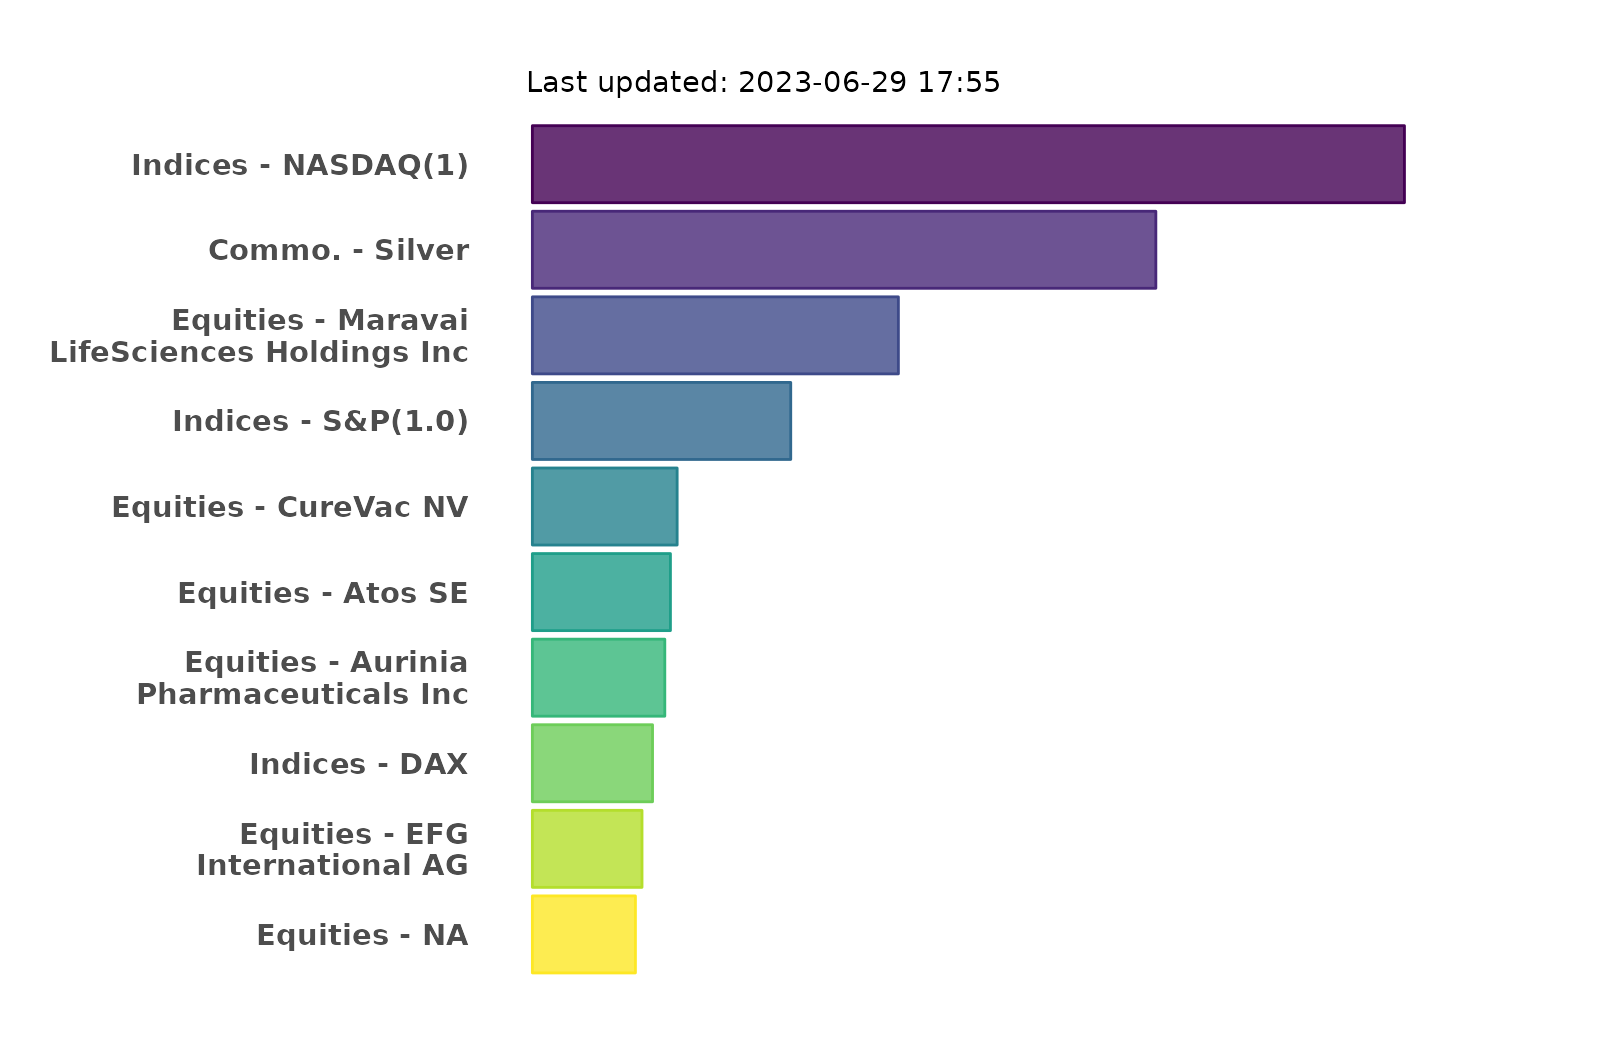 Last updated: 2023-06-29 17:55
Indices - NASDAQ(1)
Commo. - Silver
Equities - Maravai
LifeSciences Holdings Inc
Indices - S&P(1.0)
Equities - CureVac NV
Equities - Atos SE
Equities - Aurinia
Pharmaceuticals Inc
Indices - DAX
Equities - EFG
International AG
Equities - NA